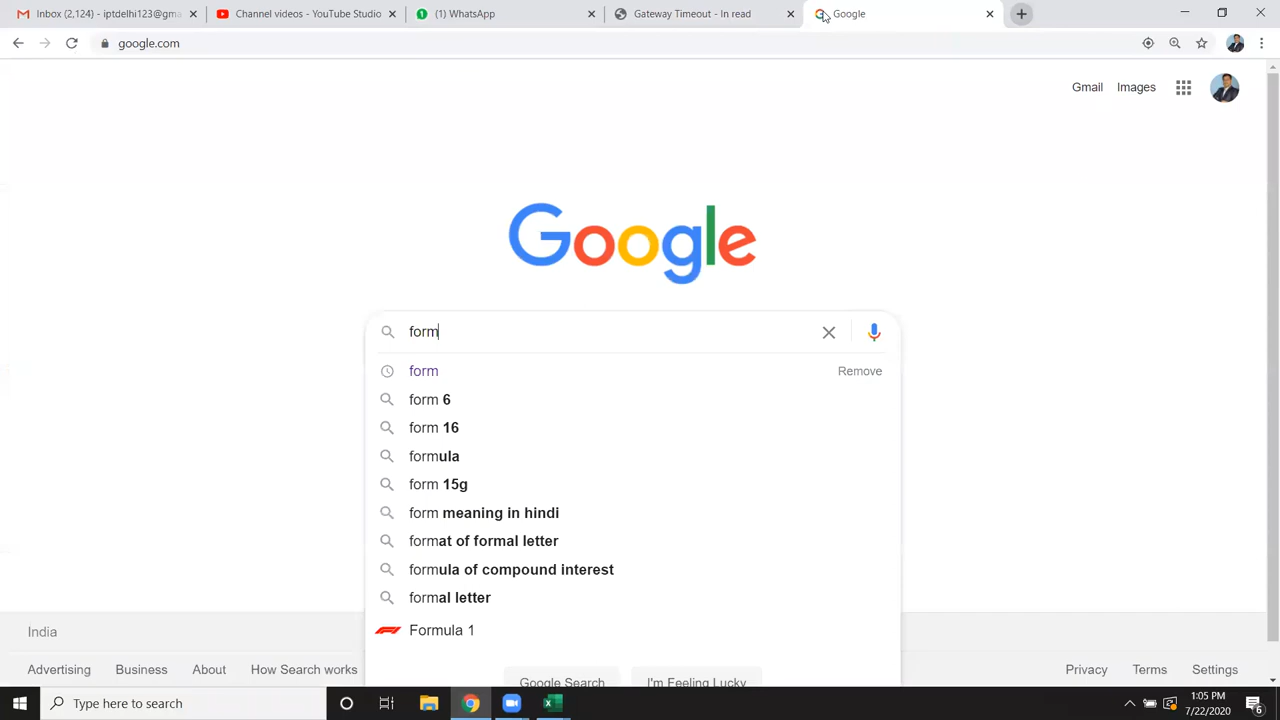 Inbox (2,124) - iptdelhi123@gm
Channel videos - YouTube Studio
(1) WhatsApp
Gateway Timeout - In read
Google
google.com
Gmail
Images
Google
form
form
Remove
form 6
form 16
formula
form 15g
form meaning in hindi
format of formal letter
formula of compound interest
formal letter
Formula 1
India
Google Search
I'm Feeling Lucky
Advertising
Business
About
How Search works
Privacy
Terms
Settings
Type here to search
1:05 PM
7/22/2020
6